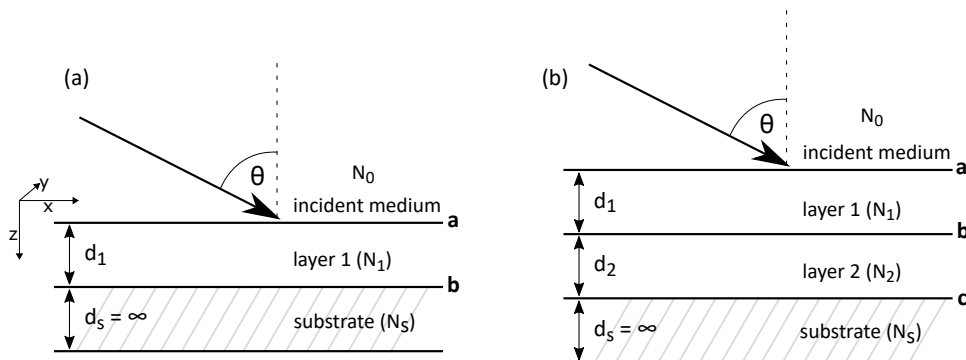 (a)
θ
N₀
incident medium
a
y
x
z
d₁
layer 1 (N₁)
b
dₛ = ∞
substrate (Nₛ)
(b)
θ
N₀
incident medium
a
d₁
layer 1 (N₁)
b
d₂
layer 2 (N₂)
c
dₛ = ∞
substrate (Nₛ)